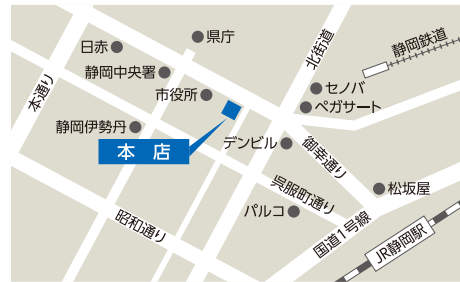 県庁
日赤
北街道
静岡鉄道
静岡中央署
本通り
市役所
セノバ
ペガサート
静岡伊勢丹
本 店
デンビル
御幸通り
呉服町通り
松坂屋
パルコ
昭和通り
国道1号線
JR静岡駅